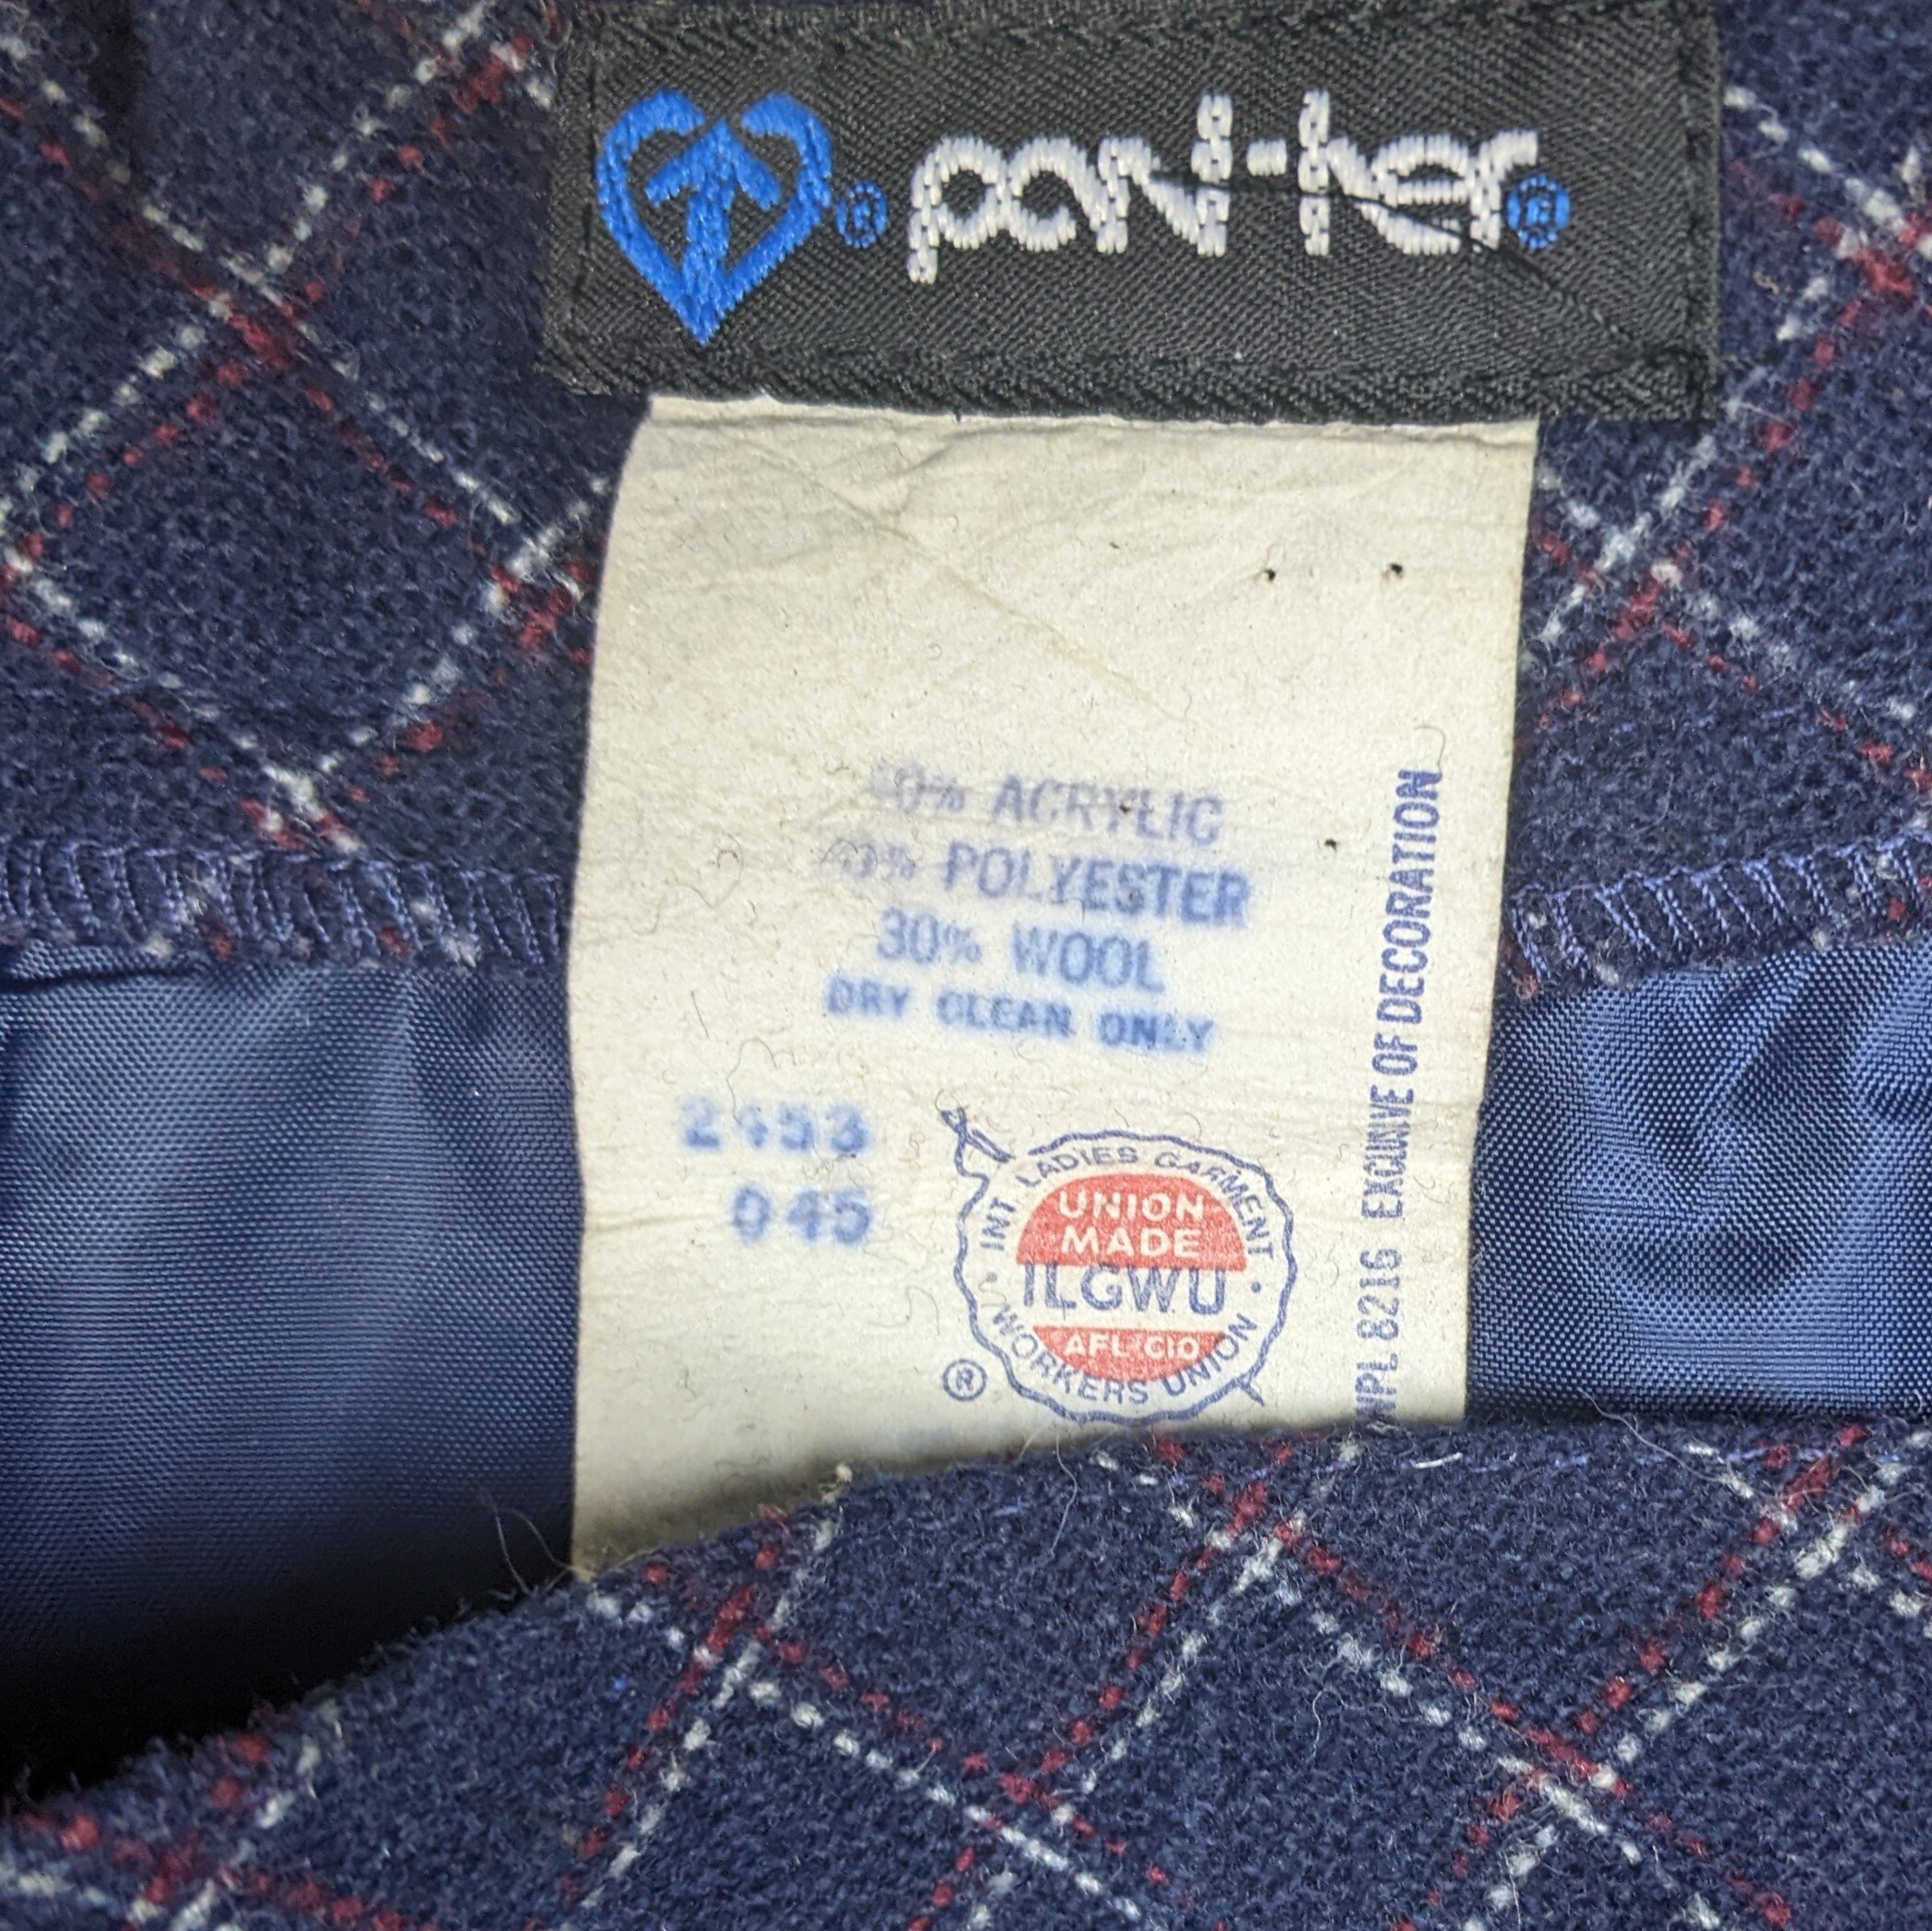 pant-her®
®
ACRYLIC
POLYESTER
30% WOOL
DRY CLEAN ONLY
2453
045
INT. LADIES GARMENT
UNION
MADE
ILGWU
AFL·CIO
WORKERS UNION
®
WPL 8216 EXCLUSIVE OF DECORATION